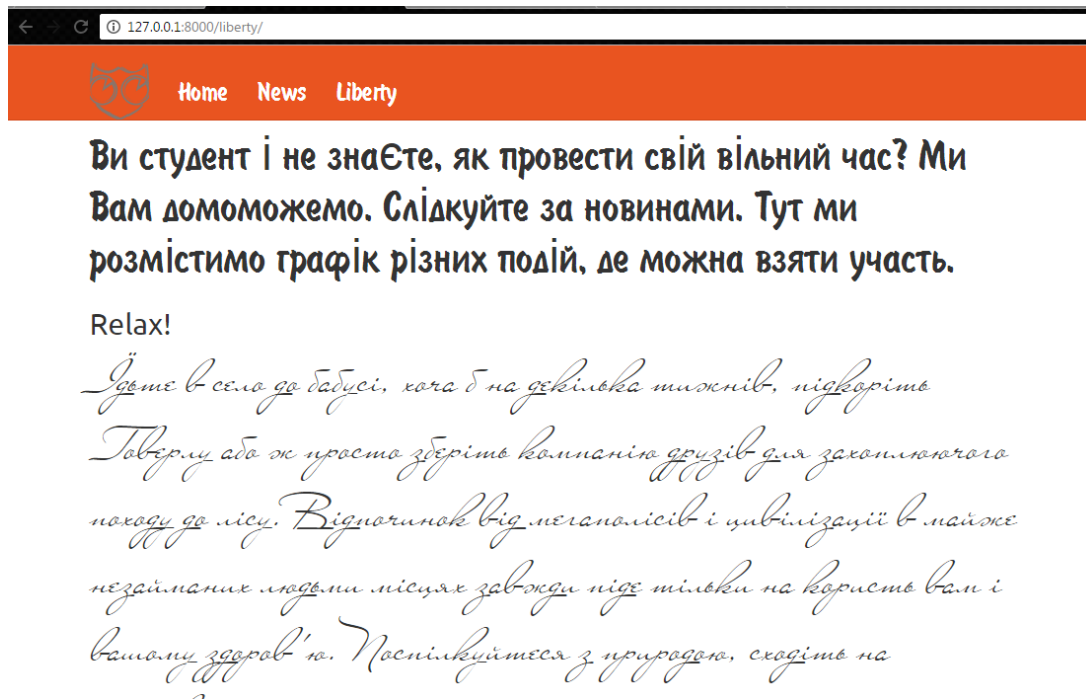 127.0.0.1:8000/liberty/
Home News Liberty
Ви студент і не знаЄте, як провести свій вільний час? Ми
Вам домоможемо. Слідкуйте за новинами. Тут ми
розмістимо графік різних подій, де можна взяти участь.
Relax!
Їдьте в село до бабусі, хоча б на декілька тижнів, підкоріть
Говерлу або ж просто зберіть компанію друзів для захоплюючого
походу до лісу. Відпочинок від мегаполісів і цивілізації в майже
незайманих людьми місцях завжди піде тільки на користь вам і
вашому здоров'ю. Поспілкуйтеся з природою, сходіть на